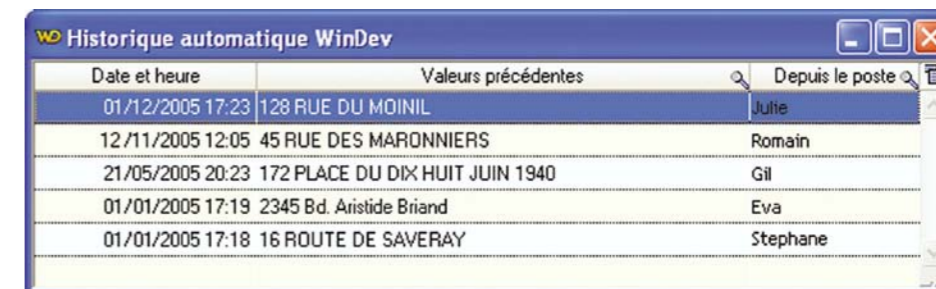 WD Historique automatique WinDev
Date et heure Valeurs précédentes Depuis le poste
01/12/2005 17:23 128 RUE DU MOINIL Julie
12/11/2005 12:05 45 RUE DES MARONNIERS Romain
21/05/2005 20:23 172 PLACE DU DIX HUIT JUIN 1940 Gil
01/01/2005 17:19 2345 Bd. Aristide Briand Eva
01/01/2005 17:18 16 ROUTE DE SAVERAY Stephane